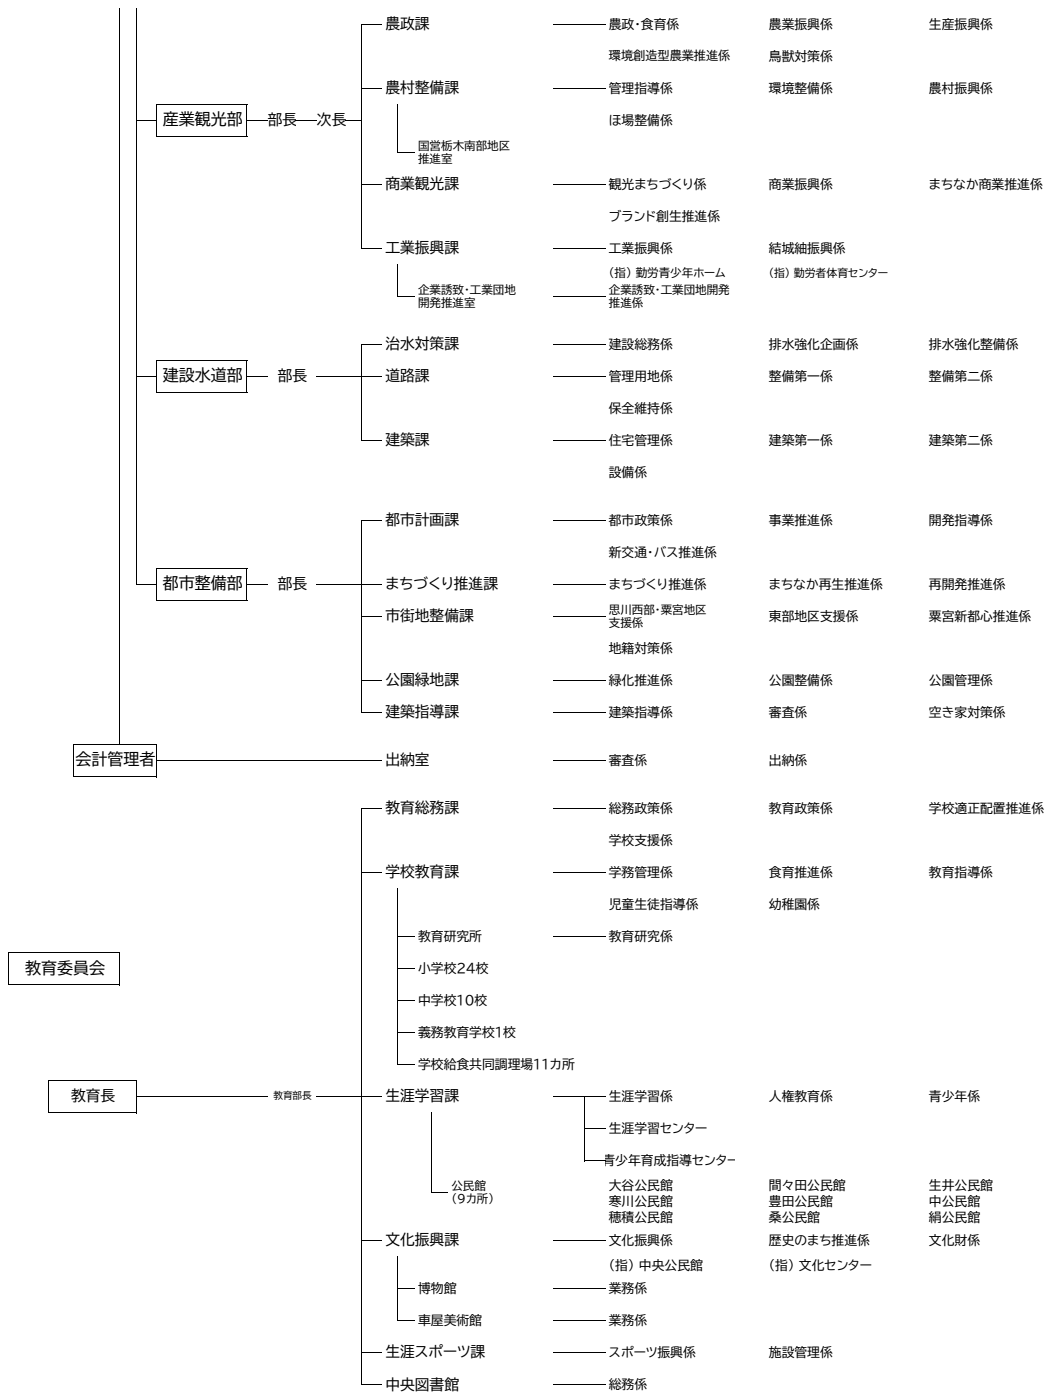 農政課 農政・食育係 農業振興係 生産振興係
環境創造型農業推進係 鳥獣対策係
農村整備課 管理指導係 環境整備係 農村振興係
産業観光部 部長 次長 ほ場整備係
国営栃木南部地区
推進室
商業観光課 観光まちづくり係 商業振興係 まちなか商業推進係
ブランド創生推進係
工業振興課 工業振興係 結城紬振興係
（指）勤労青少年ホーム （指）勤労者体育センター
企業誘致・工業団地 企業誘致・工業団地開発
開発推進室 推進係
治水対策課 建設総務係 排水強化企画係 排水強化整備係
建設水道部 部長 道路課 管理用地係 整備第一係 整備第二係
保全維持係
建築課 住宅管理係 建築第一係 建築第二係
設備係
都市計画課 都市政策係 事業推進係 開発指導係
新交通・バス推進係
都市整備部 部長 まちづくり推進課 まちづくり推進係 まちなか再生推進係 再開発推進係
市街地整備課 思川西部・粟宮地区 東部地区支援係 粟宮新都心推進係
支援係
地籍対策係
公園緑地課 緑化推進係 公園整備係 公園管理係
建築指導課 建築指導係 審査係 空き家対策係
会計管理者 出納室 審査係 出納係
教育総務課 総務政策係 教育政策係 学校適正配置推進係
学校支援係
学校教育課 学務管理係 食育推進係 教育指導係
児童生徒指導係 幼稚園係
教育研究所 教育研究係
教育委員会 小学校24校
中学校10校
義務教育学校1校
学校給食共同調理場11カ所
教育長 教育部長 生涯学習課 生涯学習係 人権教育係 青少年係
生涯学習センター
青少年育成指導センター
公民館 大谷公民館 間々田公民館 生井公民館
（9カ所） 寒川公民館 豊田公民館 中公民館
穂積公民館 桑公民館 絹公民館
文化振興課 文化振興係 歴史のまち推進係 文化財係
（指）中央公民館 （指）文化センター
博物館 業務係
車屋美術館 業務係
生涯スポーツ課 スポーツ振興係 施設管理係
中央図書館 総務係